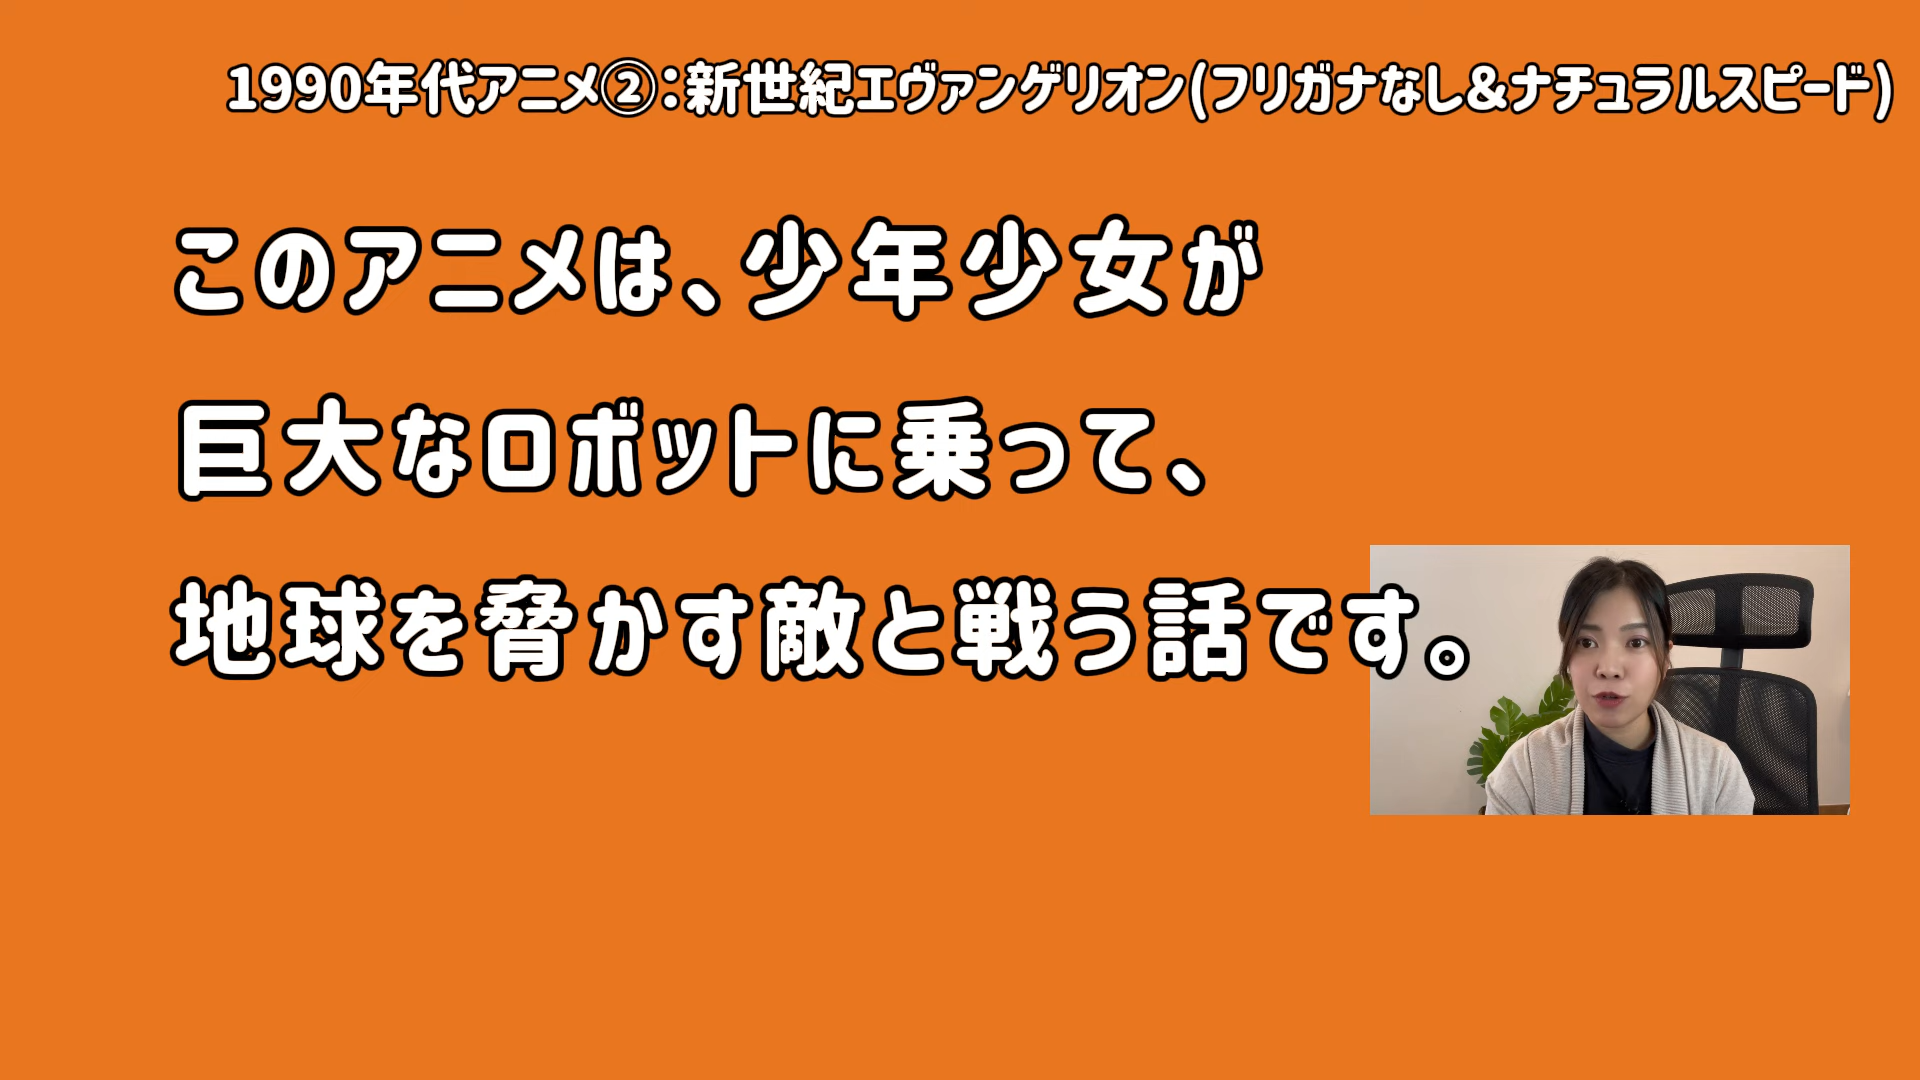 1990年代アニメ②：新世紀エヴァンゲリオン(フリガナなし&ナチュラルスピード)
このアニメは、少年少女が
巨大なロボットに乗って、
地球を脅かす敵と戦う話です。